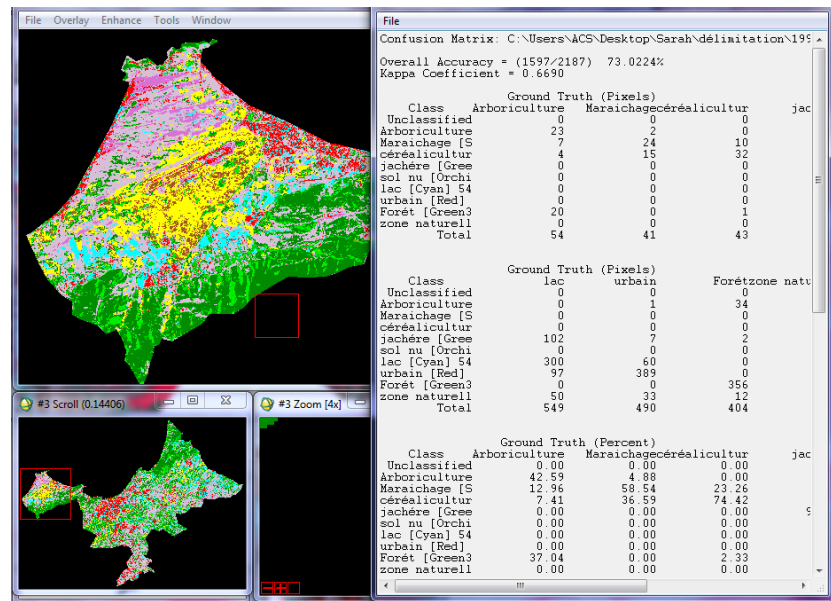 File Overlay Enhance Tools Window
#3 Scroll (0.14406)
#3 Zoom [4x]
File
Confusion Matrix: C:\Users\ACS\Desktop\Sarah\délimitation\199
Overall Accuracy = (1597/2187) 73.0224%
Kappa Coefficient = 0.6690
Ground Truth (Pixels)
Class Arboriculture Maraichagecéréalicultur jac
Unclassified 0 0 0
Arboriculture 23 2 0
Maraichage [S 7 24 10
céréalicultur 4 15 32
jachére [Gree 0 0 0
sol nu [Orchi 0 0 0
lac [Cyan] 54 0 0 0
urbain [Red] 0 0 0
Forét [Green3 20 0 1
zone naturell 0 0 0
Total 54 41 43
Ground Truth (Pixels)
Class lac urbain Forétzone natu
Unclassified 0 0 0
Arboriculture 0 1 34
Maraichage [S 0 0 0
céréalicultur 0 0 0
jachére [Gree 102 7 2
sol nu [Orchi 0 0 0
lac [Cyan] 54 300 60 0
urbain [Red] 97 389 0
Forét [Green3 0 0 356
zone naturell 50 33 12
Total 549 490 404
Ground Truth (Percent)
Class Arboriculture Maraichagecéréalicultur jac
Unclassified 0.00 0.00 0.00
Arboriculture 42.59 4.88 0.00
Maraichage [S 12.96 58.54 23.26
céréalicultur 7.41 36.59 74.42
jachére [Gree 0.00 0.00 0.00 9
sol nu [Orchi 0.00 0.00 0.00
lac [Cyan] 54 0.00 0.00 0.00
urbain [Red] 0.00 0.00 0.00
Forét [Green3 37.04 0.00 2.33
zone naturell 0.00 0.00 0.00